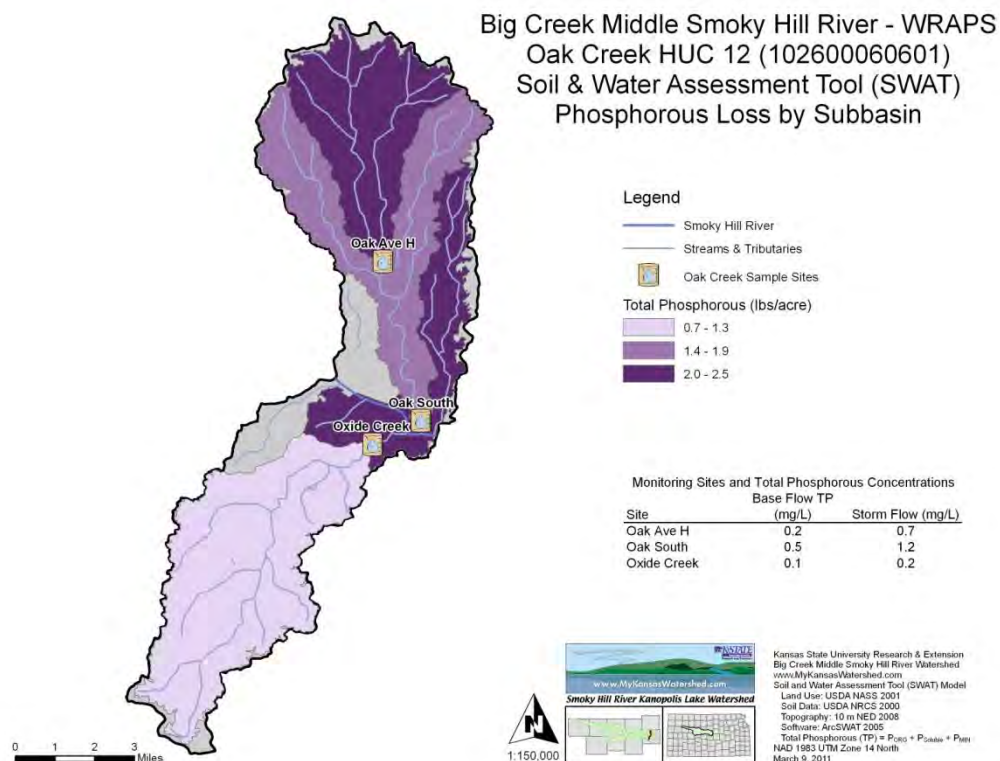 Big Creek Middle Smoky Hill River - WRAPS
Oak Creek HUC 12 (102600060601)
Soil & Water Assessment Tool (SWAT)
Phosphorous Loss by Subbasin
Oak Ave H
Oak South
Oxide Creek
Legend
Smoky Hill River
Streams & Tributaries
Oak Creek Sample Sites
Total Phosphorous (lbs/acre)
0.7 - 1.3
1.4 - 1.9
2.0 - 2.5
Monitoring Sites and Total Phosphorous Concentrations
Base Flow TP
Site (mg/L) Storm Flow (mg/L)
Oak Ave H 0.2 0.7
Oak South 0.5 1.2
Oxide Creek 0.1 0.2
www.MyKansasWatershed.com
Smoky Hill River Kanopolis Lake Watershed
N
1:150,000
0 1 2 3
Miles
Kansas State University Research & Extension
Big Creek Middle Smoky Hill River Watershed
www.MyKansasWatershed.com
Soil and Water Assessment Tool (SWAT) Model
Land Use: USDA NASS 2001
Soil Data: USDA NRCS 2000
Topography: 10 m NED 2008
Software: ArcSWAT 2005
Total Phosphorous (TP) = PORG + PSoluble + PMIN
NAD 1983 UTM Zone 14 North
March 9, 2011